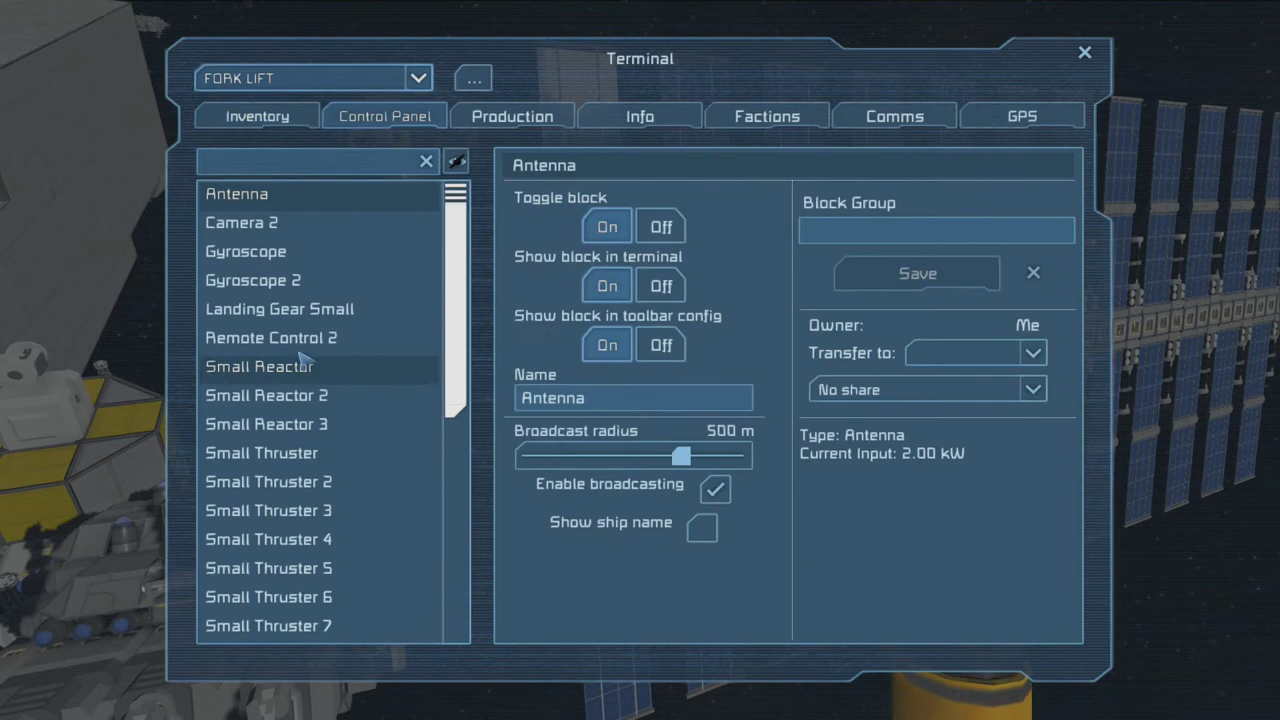 Terminal
FORK LIFT
...
Inventory
Control Panel
Production
Info
Factions
Comms
GPS
Antenna
Camera 2
Gyroscope
Gyroscope 2
Landing Gear Small
Remote Control 2
Small Reactor
Small Reactor 2
Small Reactor 3
Small Thruster
Small Thruster 2
Small Thruster 3
Small Thruster 4
Small Thruster 5
Small Thruster 6
Small Thruster 7
Antenna
Toggle block
On Off
Show block in terminal
On Off
Show block in toolbar config
On Off
Name
Antenna
Broadcast radius 500 m
Enable broadcasting
Show ship name
Block Group
Save
Owner: Me
Transfer to:
No share
Type: Antenna
Current Input: 2.00 kW